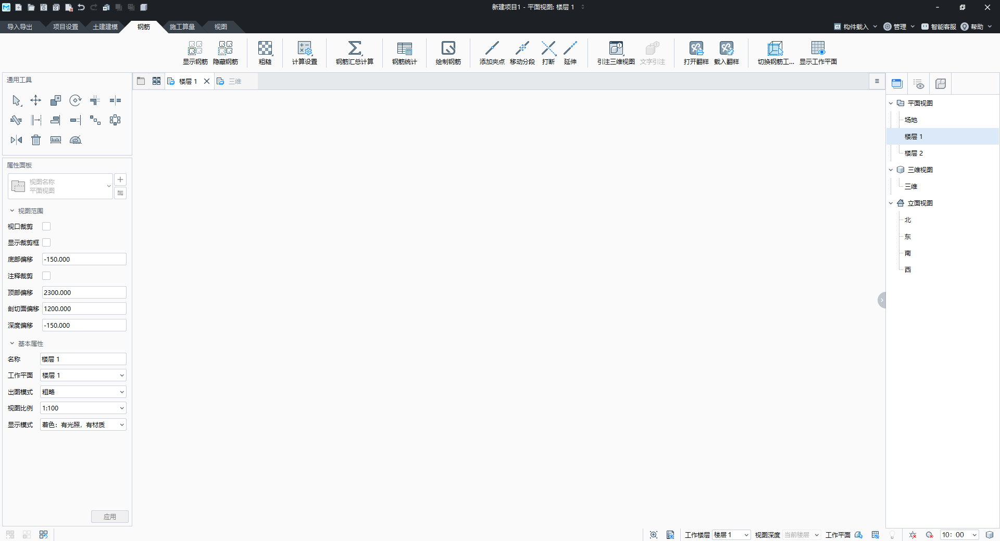 新建项目1 - 平面视图: 楼层 1
导入导出 项目设置 土建建模 钢筋 施工算量 视图 构件载入 管理 智能客服 帮助
显示钢筋 隐藏钢筋 粗糙 计算设置 钢筋汇总计算 钢筋统计 绘制钢筋 添加夹点 移动分段 打断 延伸 引注三维视图 文字引注 打开翻样 载入翻样 切换钢筋工... 显示工作平面
通用工具
楼层 1 三维
属性面板
视图名称
平面视图
视图范围
视口裁剪
显示裁剪框
底部偏移 -150.000
注释裁剪
顶部偏移 2300.000
剖切面偏移 1200.000
深度偏移 -150.000
基本属性
名称 楼层 1
工作平面 楼层 1
出图模式 粗略
视图比例 1:100
显示模式 着色：有光照，有材质
应用
平面视图
场地
楼层 1
楼层 2
三维视图
三维
立面视图
北
东
南
西
工作楼层 楼层 1 视图深度 当前楼层 工作平面 10：00